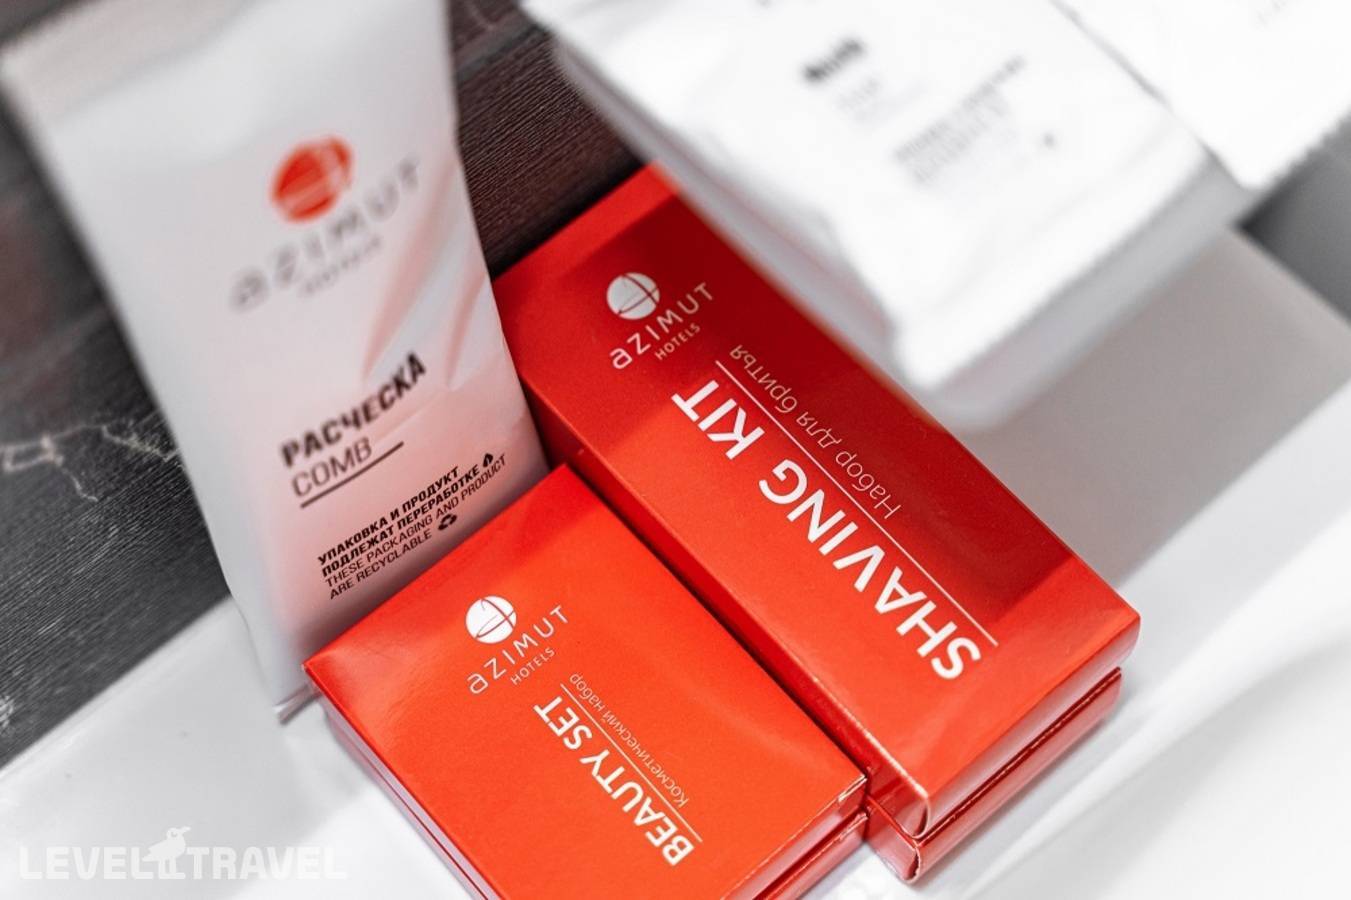 azimut
HOTELS
РАСЧЕСКА
COMB
УПАКОВКА И ПРОДУКТ
ПОДЛЕЖАТ ПЕРЕРАБОТКЕ
THESE PACKAGING AND PRODUCT
ARE RECYCLABLE
azimut
HOTELS
SHAVING KIT
Набор для бритья
azimut
HOTELS
BEAUTY SET
Косметический набор
LEVEL TRAVEL